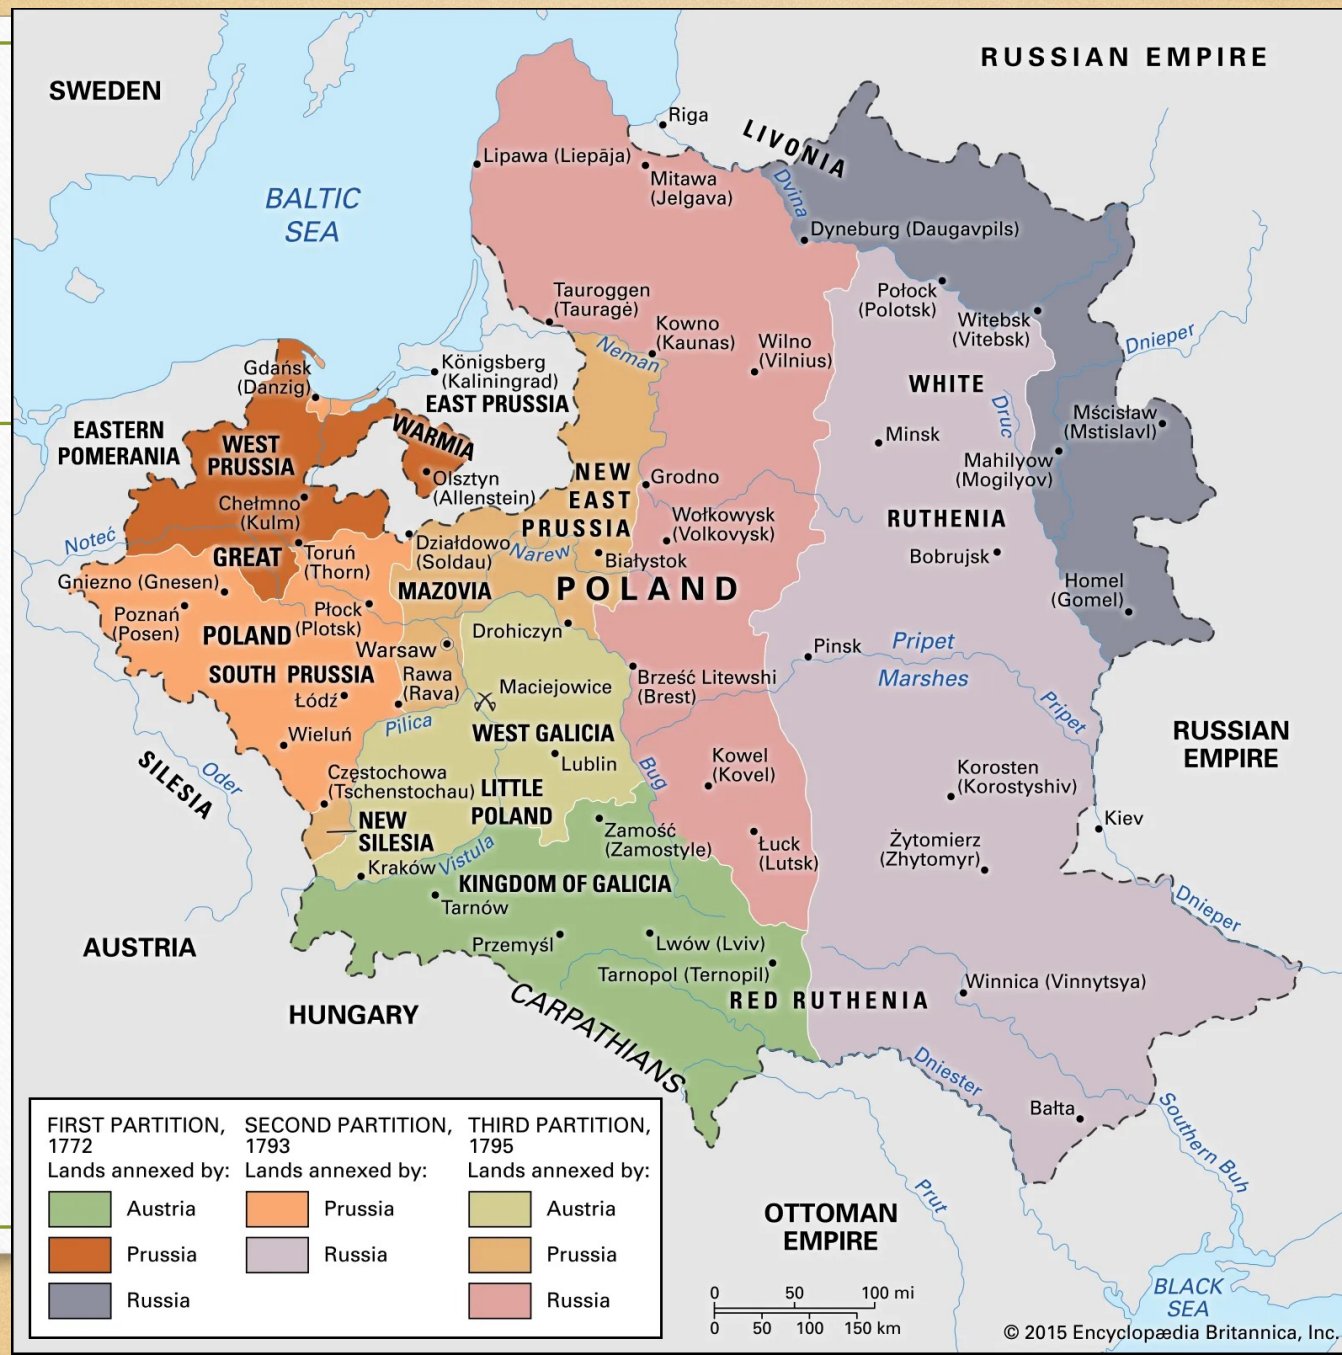 RUSSIAN EMPIRE
SWEDEN
Riga
LIVONIA
Lipawa (Liepāja)
Mitawa
(Jelgava)
Dvina
BALTIC
SEA
Dyneburg (Daugavpils)
Tauroggen
(Tauragė)
Połock
(Polotsk)
Kowno
(Kaunas)
Witebsk
(Vitebsk)
Wilno
(Vilnius)
Neman
Dnieper
Gdańsk
(Danzig)
Königsberg
(Kaliningrad)
EAST PRUSSIA
WHITE
Druc
Mścisław
(Mstislavl)
EASTERN
POMERANIA
WEST
PRUSSIA
WARMIA
Minsk
Mahilyow
(Mogilyov)
Olsztyn
(Allenstein)
NEW
EAST
PRUSSIA
Grodno
Chełmno
(Kulm)
Wołkowysk
(Volkovysk)
RUTHENIA
Noteć
GREAT
Toruń
(Thorn)
Działdowo
(Soldau)
Narew
Białystok
Bobrujsk
Gniezno (Gnesen)
MAZOVIA
POLAND
Homel
(Gomel)
Poznań
(Posen)
Płock
(Plotsk)
POLAND
Drohiczyn
Warsaw
Pinsk
Pripet
Marshes
SOUTH PRUSSIA
Rawa
(Rava)
Brześć Litewshi
(Brest)
Łódź
Maciejowice
Pripet
Pilica
WEST GALICIA
Wieluń
RUSSIAN
EMPIRE
SILESIA
Oder
Lublin
Bug
Kowel
(Kovel)
Częstochowa
(Tschenstochau)
LITTLE
POLAND
Korosten
(Korostyshiv)
NEW
SILESIA
Zamość
(Zamostyle)
Łuck
(Lutsk)
Kiev
Żytomierz
(Zhytomyr)
Kraków
Vistula
KINGDOM OF GALICIA
Tarnów
Dnieper
AUSTRIA
Przemyśl
Lwów (Lviv)
Tarnopol (Ternopil)
Winnica (Vinnytsya)
RED RUTHENIA
HUNGARY
CARPATHIANS
Dniester
Bałta
Southern Buh
Prut
OTTOMAN
EMPIRE
BLACK
SEA
FIRST PARTITION,
1772
Lands annexed by:
Austria
Prussia
Russia
SECOND PARTITION,
1793
Lands annexed by:
Prussia
Russia
THIRD PARTITION,
1795
Lands annexed by:
Austria
Prussia
Russia
0 50 100 mi
0 50 100 150 km
© 2015 Encyclopædia Britannica, Inc.